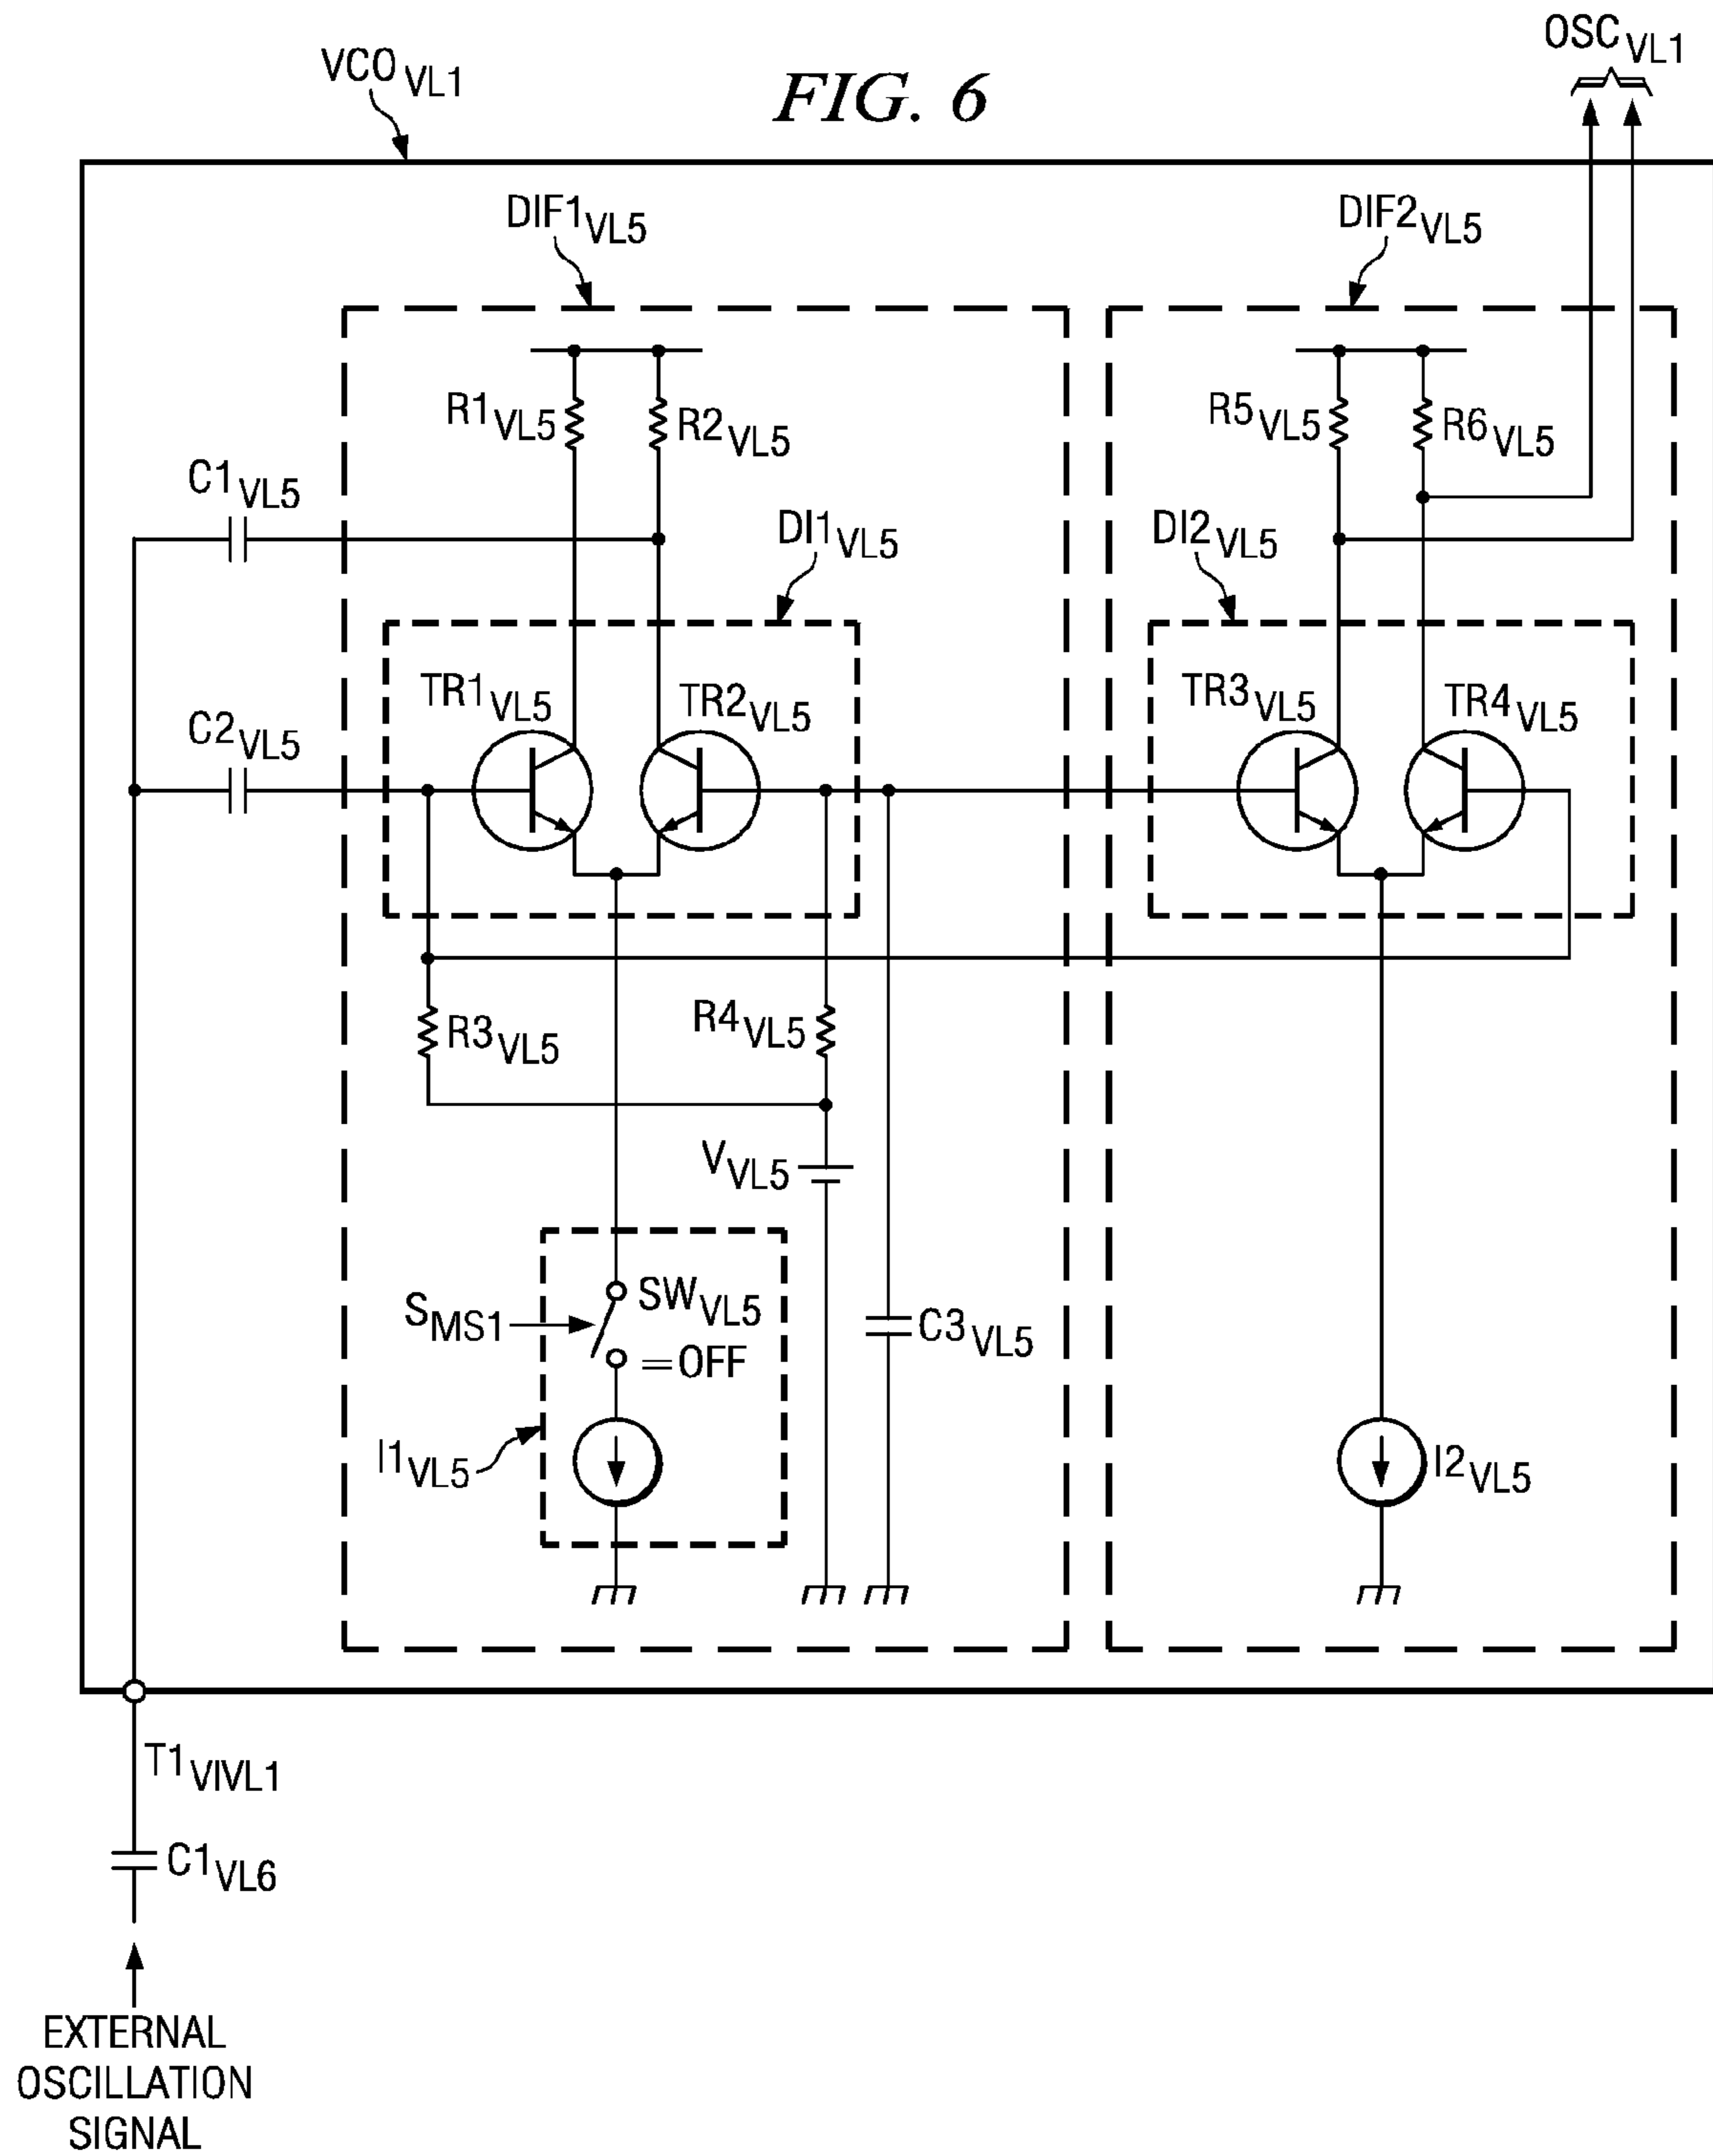 OSC VL1
VCO VL1
FIG. 6
DIF1 VL5
DIF2 VL5
R1 VL5
R2 VL5
R5 VL5
R6 VL5
C1 VL5
DI1 VL5
DI2 VL5
TR1 VL5
TR2 VL5
TR3 VL5
TR4 VL5
C2 VL5
R3 VL5
R4 VL5
V VL5
SMS1
SW VL5
=OFF
C3 VL5
I1 VL5
I2 VL5
T1 VIVL1
C1 VL6
EXTERNAL
OSCILLATION
SIGNAL